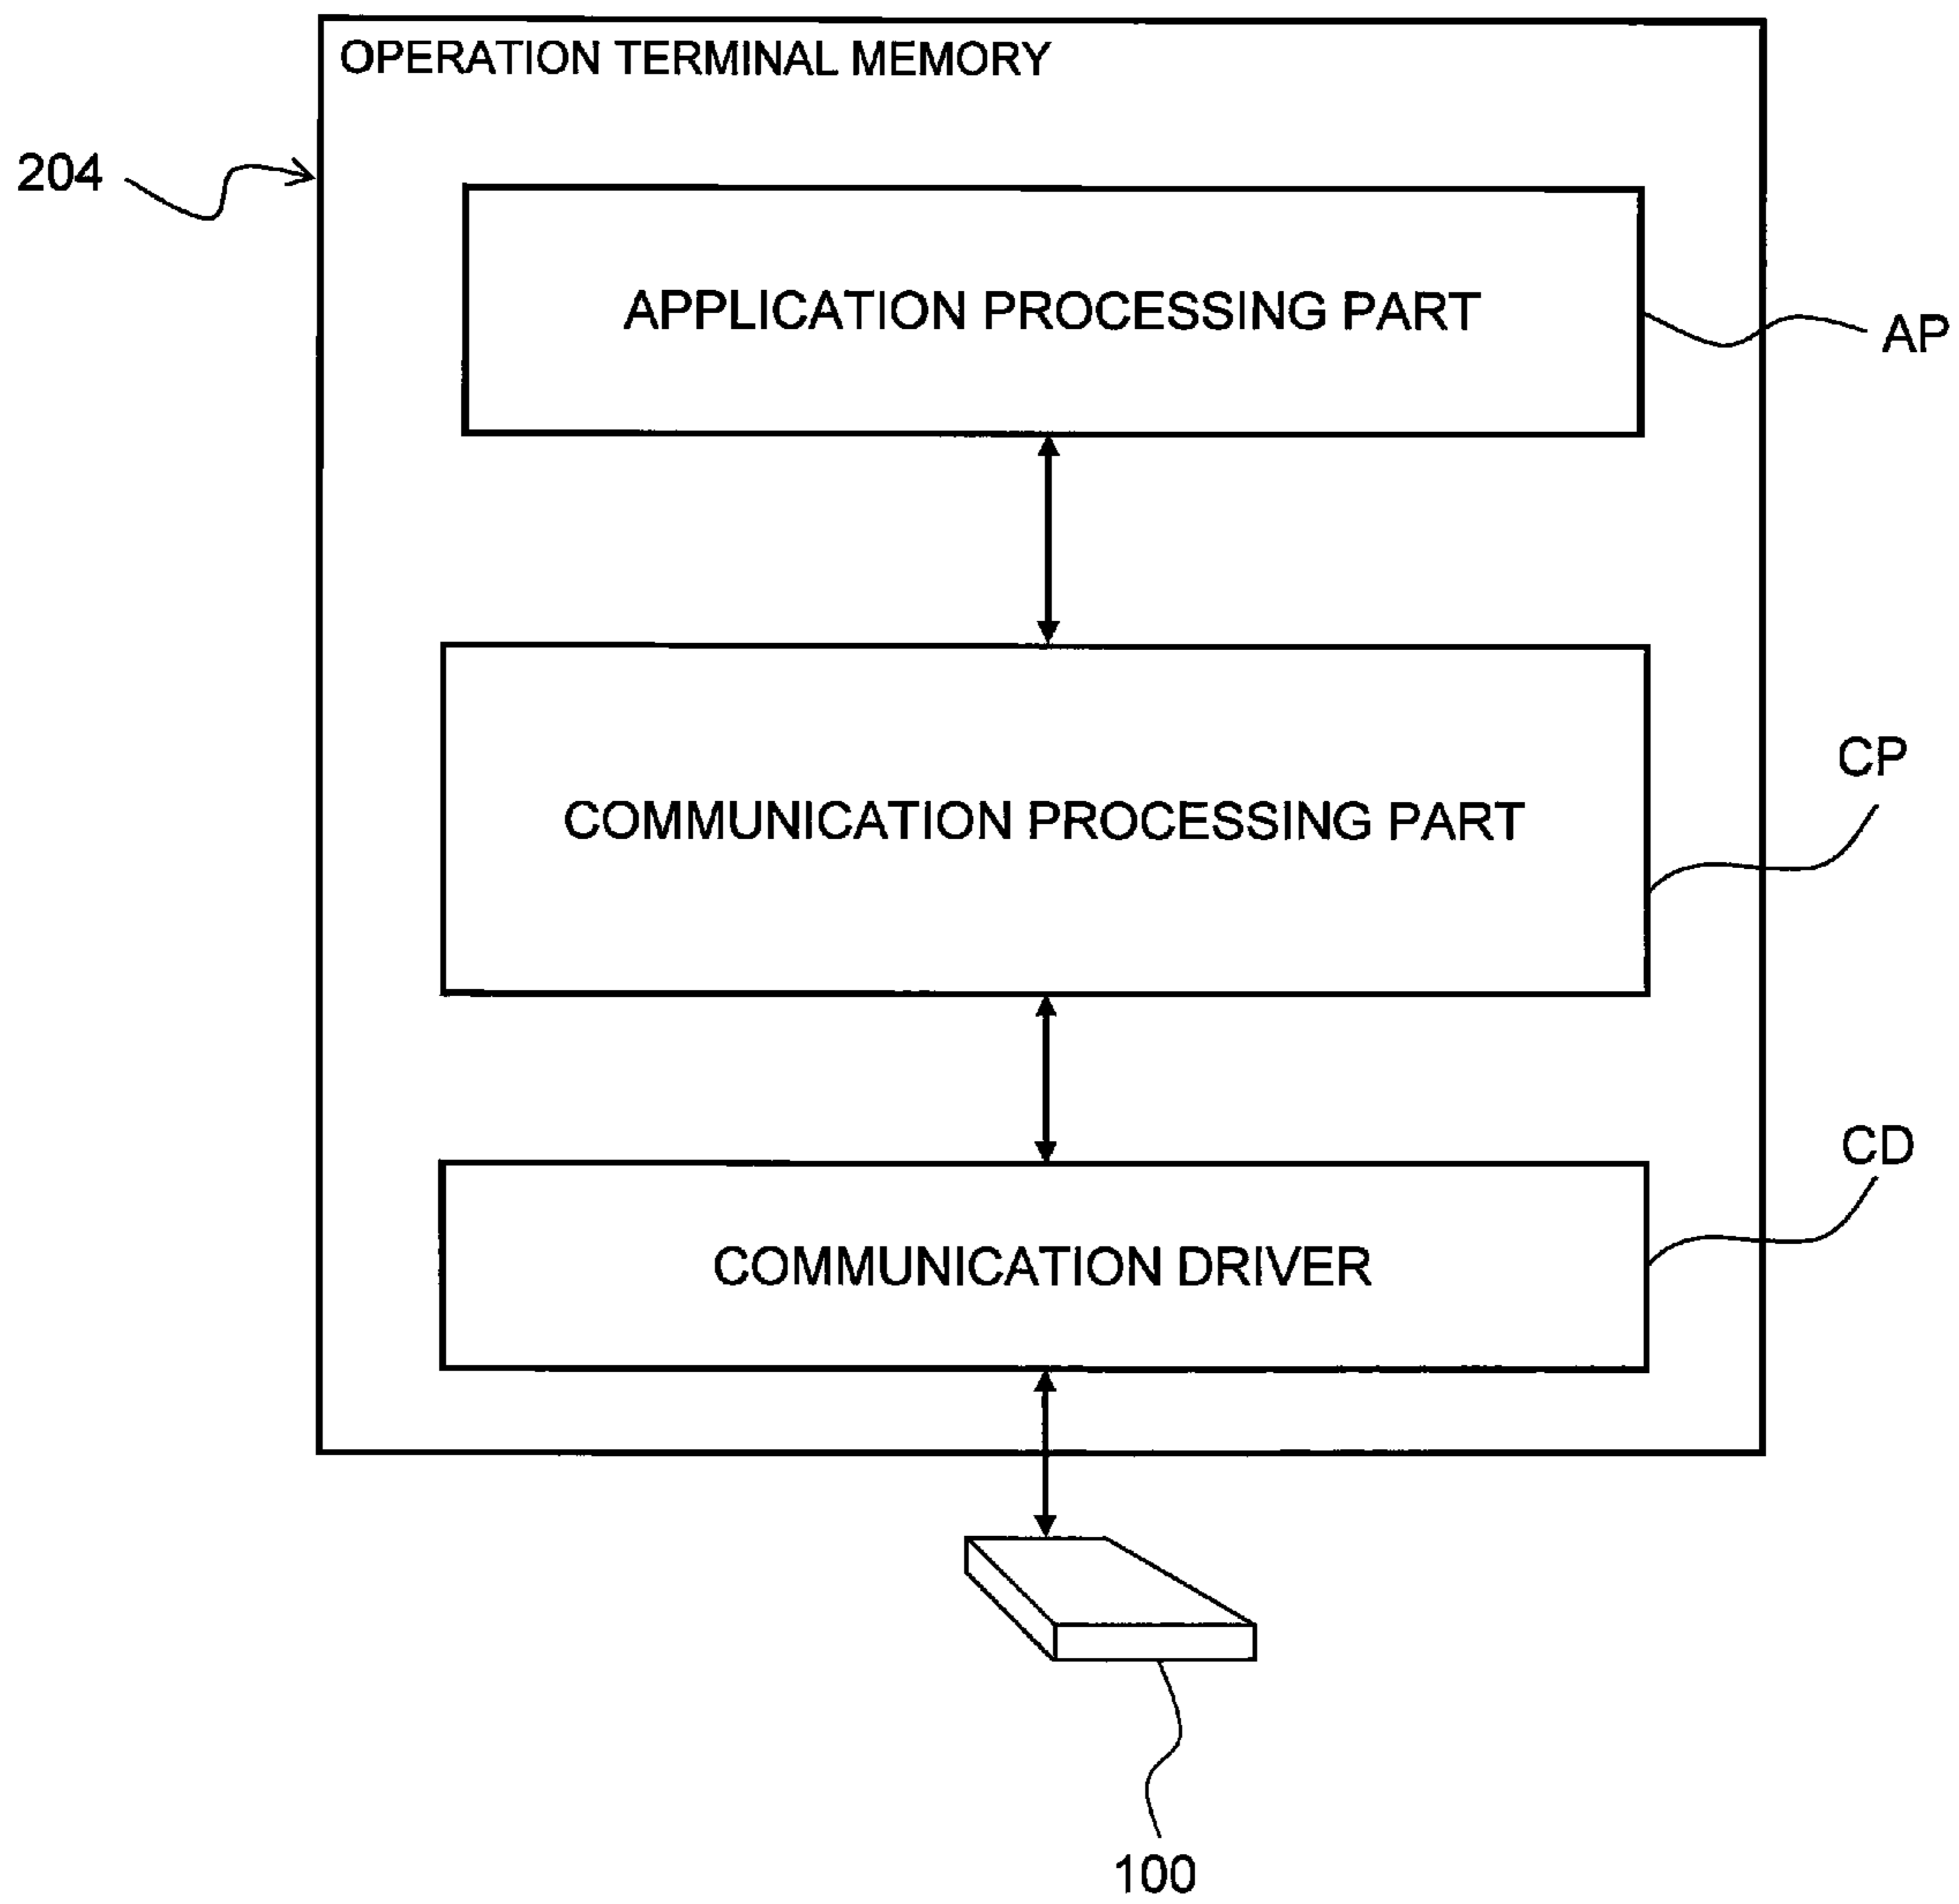 OPERATION TERMINAL MEMORY
204
APPLICATION PROCESSING PART
AP
CP
COMMUNICATION PROCESSING PART
CD
COMMUNICATION DRIVER
100